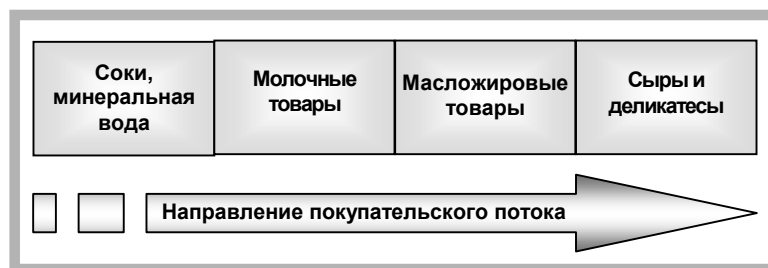 Соки,
минеральная
вода
Молочные
товары
Масложировые
товары
Сыры и
деликатесы
Направление покупательского потока